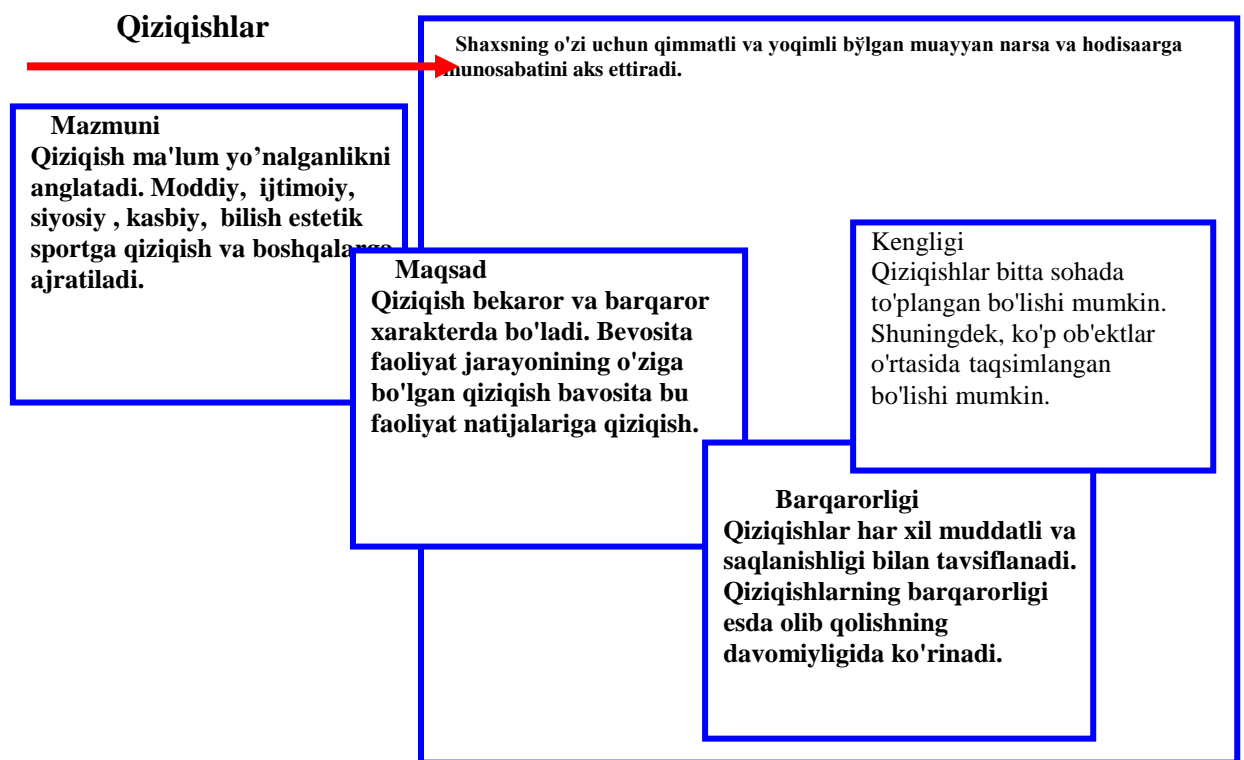 Qiziqishlar
Shaxsning o'zi uchun qimmatli va yoqimli bўlgan muayyan narsa va hodisaarga
munosabatini aks ettiradi.
Mazmuni
Qiziqish ma'lum yo’nalganlikni
anglatadi. Moddiy, ijtimoiy,
siyosiy , kasbiy, bilish estetik
sportga qiziqish va boshqalarga
ajratiladi.
Maqsad
Qiziqish bekaror va barqaror
xarakterda bo'ladi. Bevosita
faoliyat jarayonining o'ziga
bo'lgan qiziqish bavosita bu
faoliyat natijalariga qiziqish.
Kengligi
Qiziqishlar bitta sohada
to'plangan bo'lishi mumkin.
Shuningdek, ko'p ob'ektlar
o'rtasida taqsimlangan
bo'lishi mumkin.
Barqarorligi
Qiziqishlar har xil muddatli va
saqlanishligi bilan tavsiflanadi.
Qiziqishlarning barqarorligi
esda olib qolishning
davomiyligida ko'rinadi.